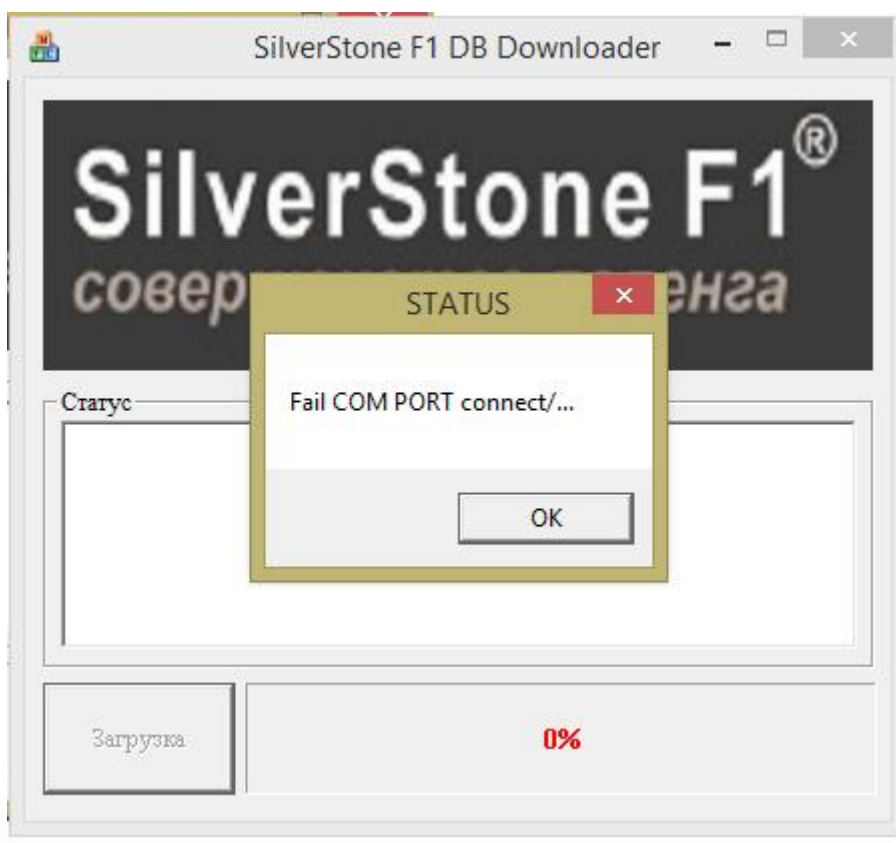 SilverStone F1 DB Downloader
SilverStone F1®
STATUS
Статус
Fail COM PORT connect/...
OK
Загрузка
0%